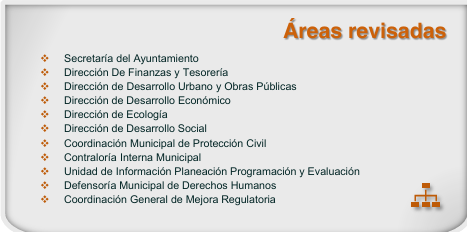 Áreas revisadas
Secretaría del Ayuntamiento
Dirección De Finanzas y Tesorería
Dirección de Desarrollo Urbano y Obras Públicas
Dirección de Desarrollo Económico
Dirección de Ecología
Dirección de Desarrollo Social
Coordinación Municipal de Protección Civil
Contraloría Interna Municipal
Unidad de Información Planeación Programación y Evaluación
Defensoría Municipal de Derechos Humanos
Coordinación General de Mejora Regulatoria